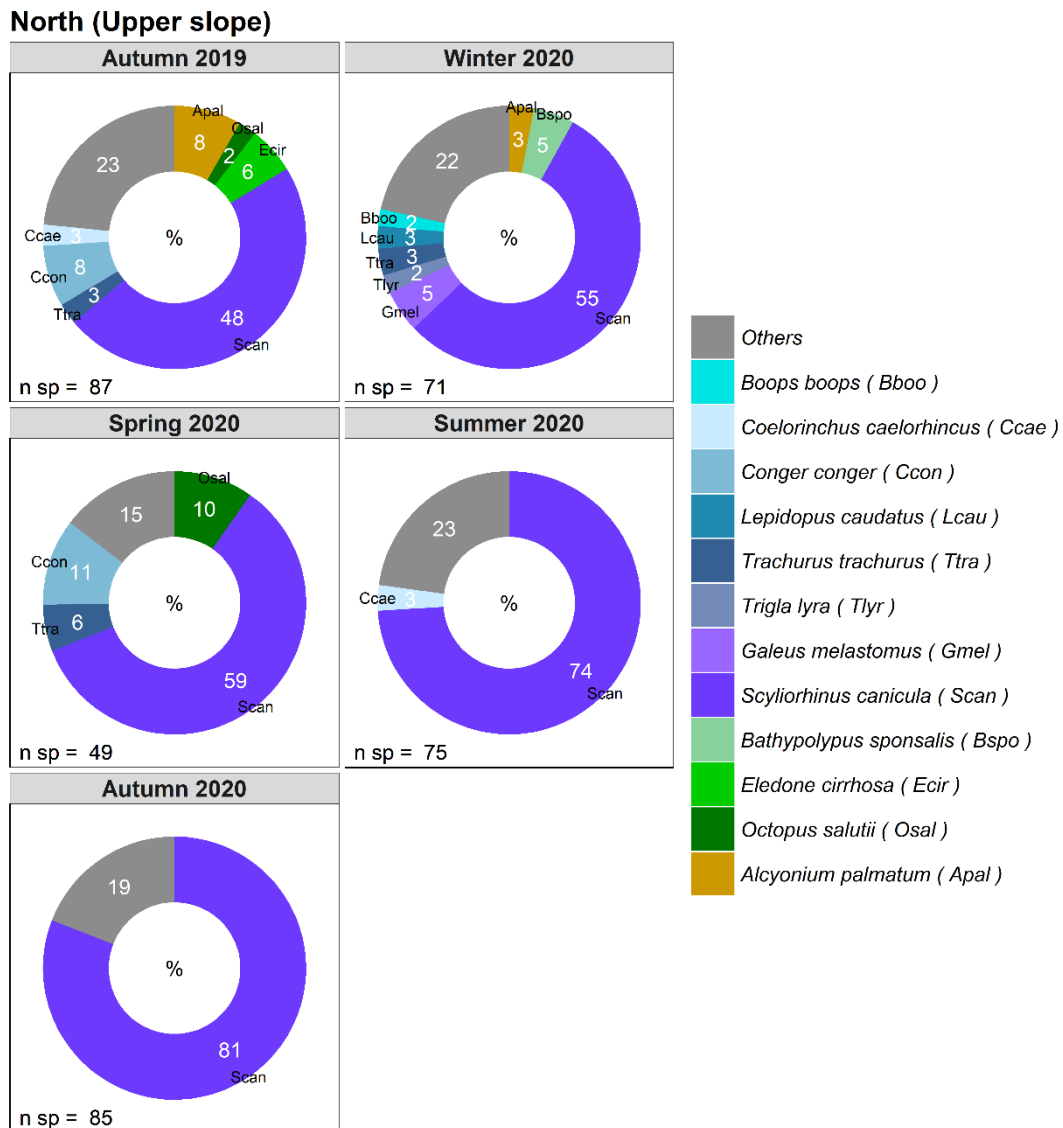 North (Upper slope)
Autumn 2019
Apal
8
Osal
2
Ecir
6
23
Ccae
3
%
Ccon
8
3
Ttra
48
Scan
n sp = 87
Winter 2020
Apal
3
Bspo
5
22
Bboo
2
Lcau
3
%
Ttra
3
Tlyr
2
Gmel
5
55
Scan
n sp = 71
Spring 2020
Osal
10
15
Ccon
11
%
Ttra
6
59
Scan
n sp = 49
Summer 2020
23
Ccae
3
%
74
Scan
n sp = 75
Autumn 2020
19
%
81
Scan
n sp = 85
Others
Boops boops ( Bboo )
Coelorinchus caelorhincus ( Ccae )
Conger conger ( Ccon )
Lepidopus caudatus ( Lcau )
Trachurus trachurus ( Ttra )
Trigla lyra ( Tlyr )
Galeus melastomus ( Gmel )
Scyliorhinus canicula ( Scan )
Bathypolypus sponsalis ( Bspo )
Eledone cirrhosa ( Ecir )
Octopus salutii ( Osal )
Alcyonium palmatum ( Apal )